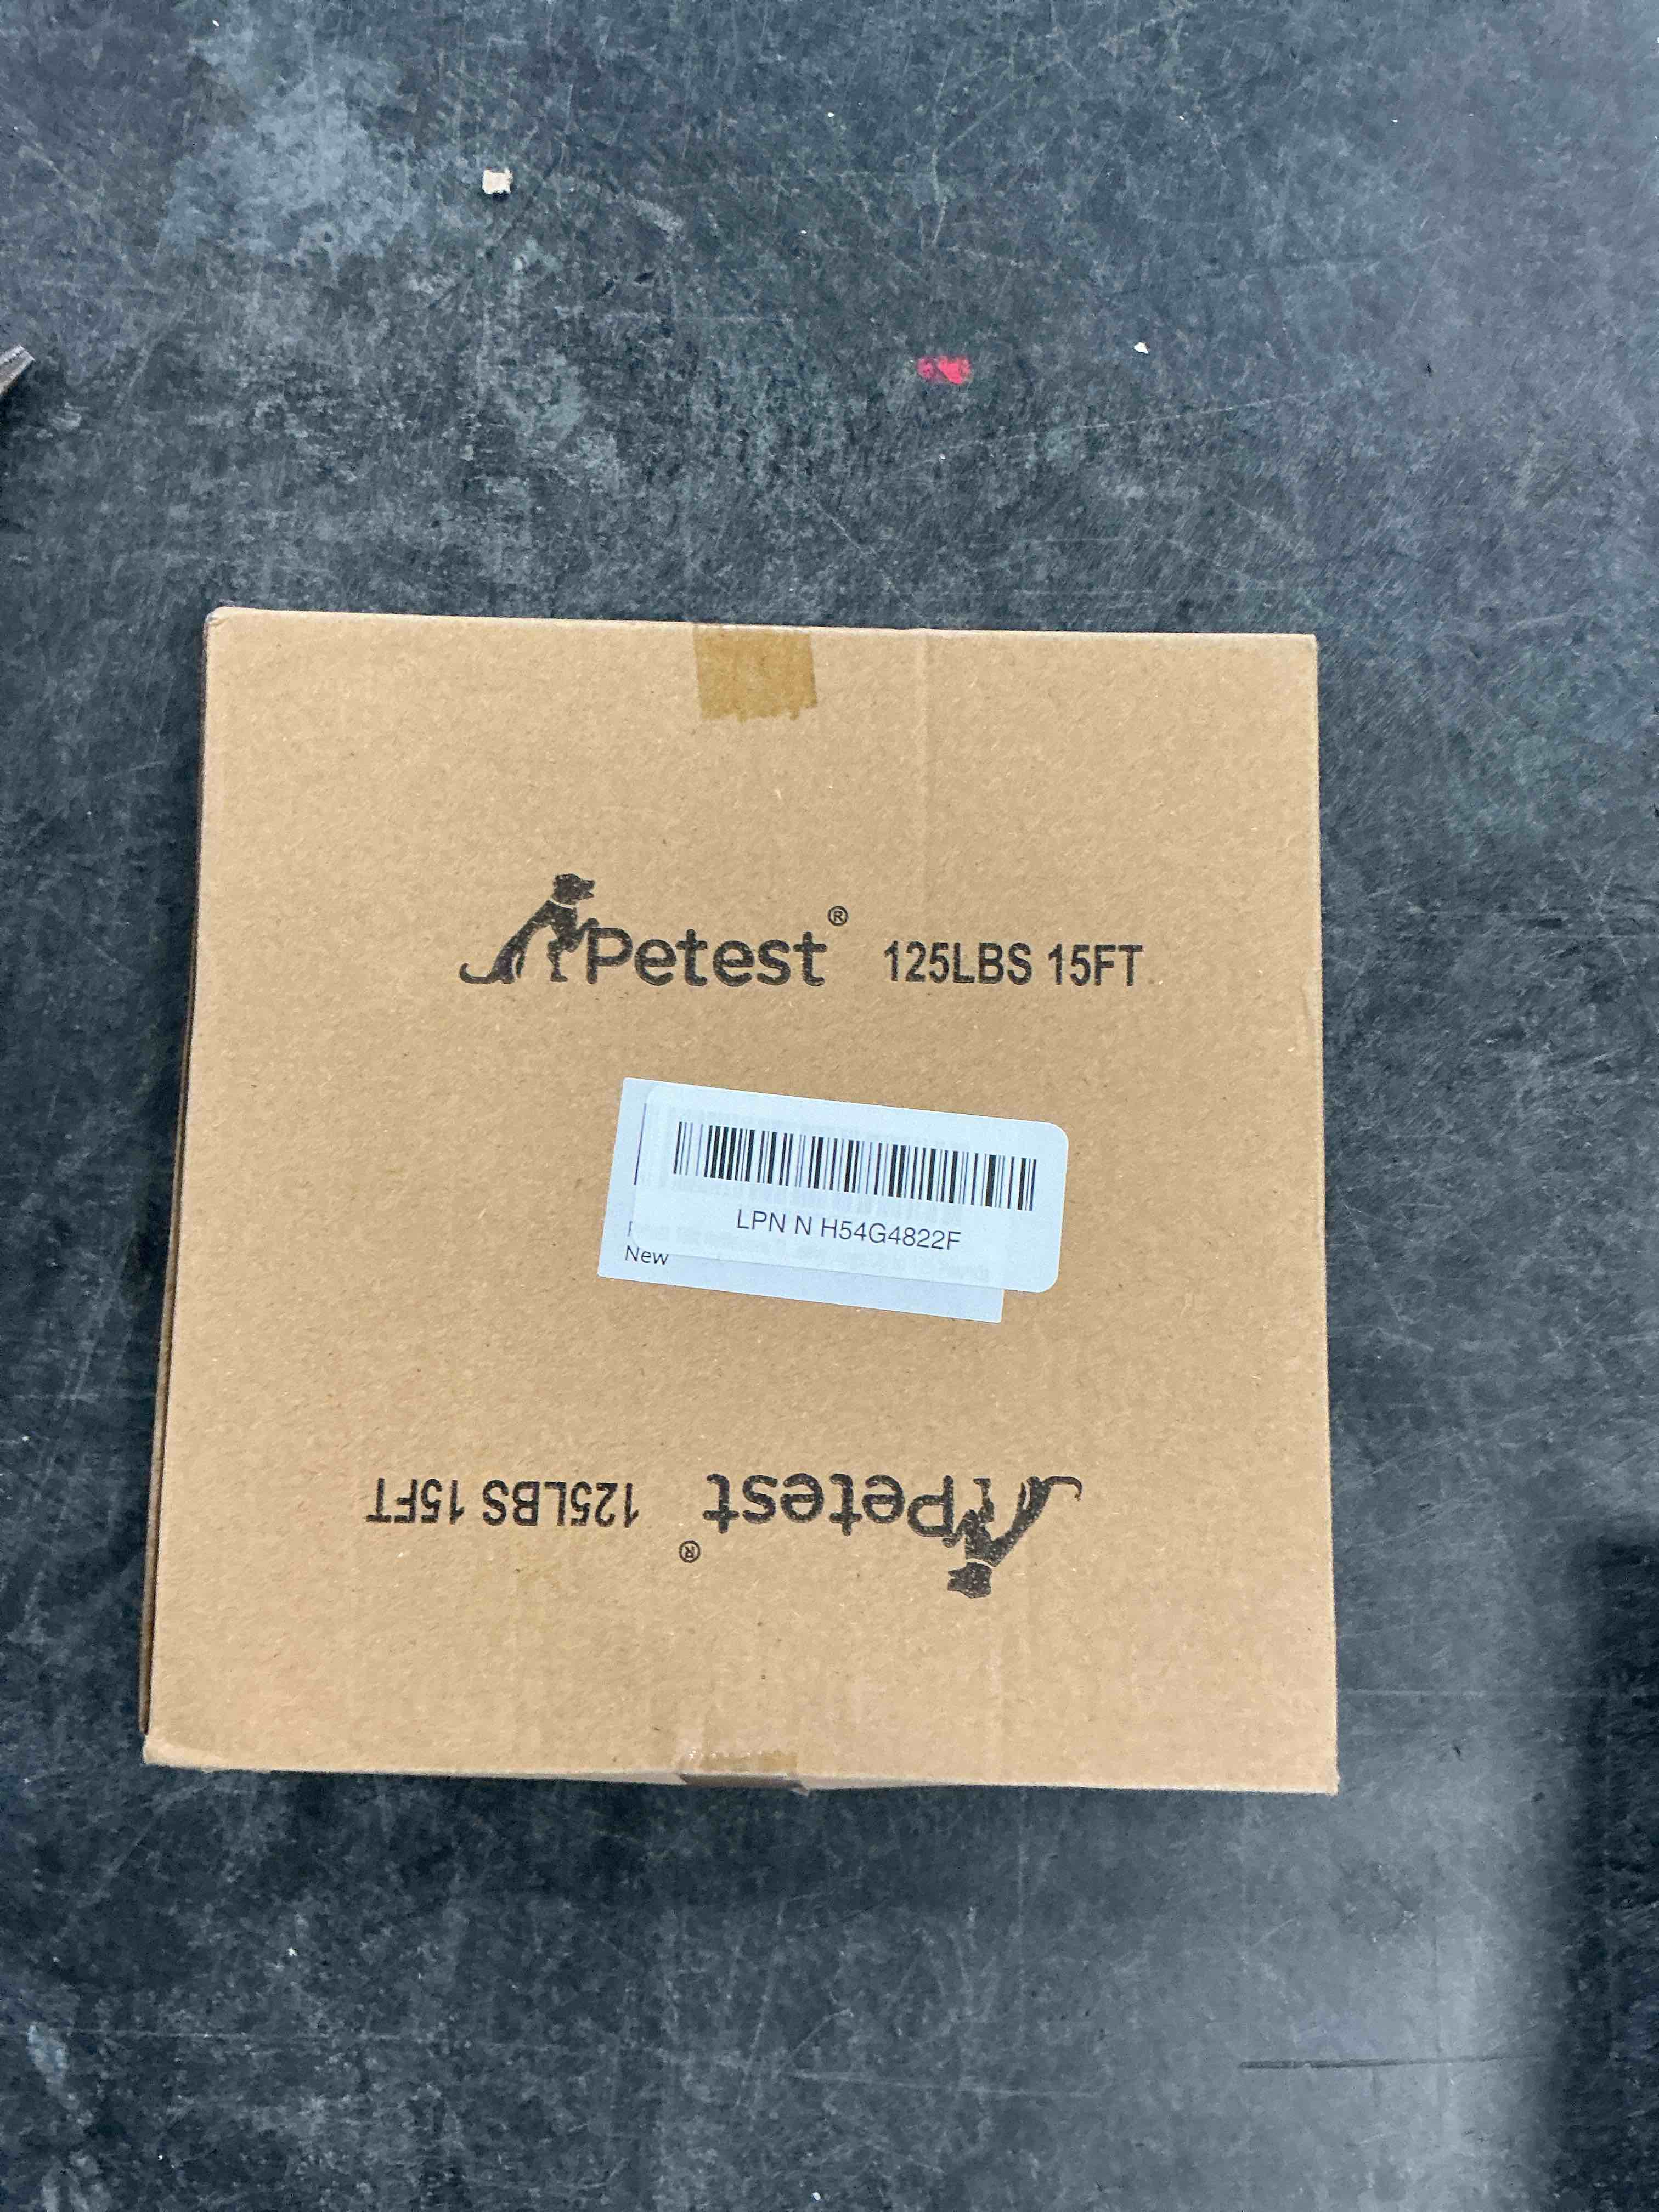 Petest® 125LBS 15FT
LPN N H54G4822F
New
Petest® 125LBS 15FT